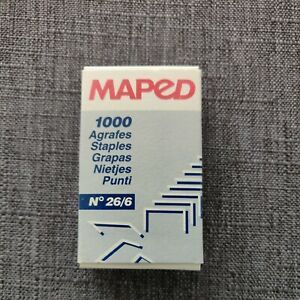 MAPED
1000
Agrafes
Staples
Grapas
Nietjes
Punti
N° 26/6